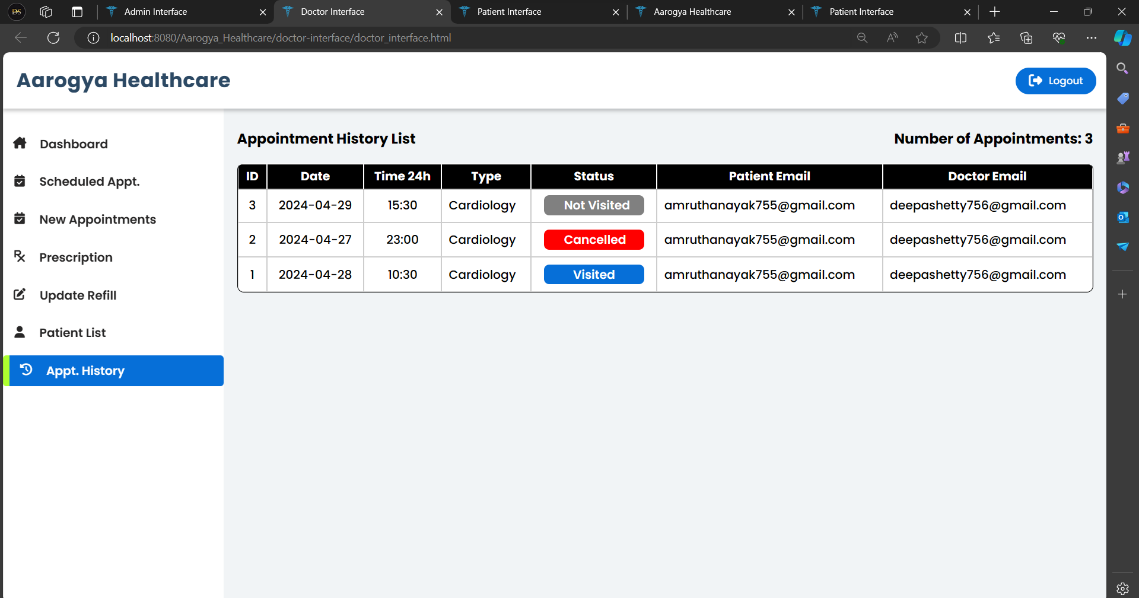 Admin Interface Doctor Interface Patient Interface Aarogya Healthcare Patient Interface
localhost:8080/Aarogya_Healthcare/doctor-interface/doctor_interface.html
Aarogya Healthcare Logout
Dashboard
Scheduled Appt.
New Appointments
Prescription
Update Refill
Patient List
Appt. History
Appointment History List Number of Appointments: 3
ID Date Time 24h Type Status Patient Email Doctor Email
3 2024-04-29 15:30 Cardiology Not Visited amruthanayak755@gmail.com deepashetty756@gmail.com
2 2024-04-27 23:00 Cardiology Cancelled amruthanayak755@gmail.com deepashetty756@gmail.com
1 2024-04-28 10:30 Cardiology Visited amruthanayak755@gmail.com deepashetty756@gmail.com